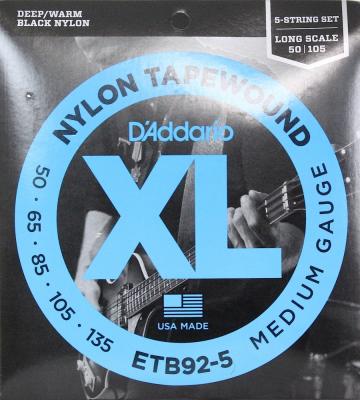 DEEP/WARM
BLACK NYLON
5-STRING SET
LONG SCALE
50|105
NYLON TAPEWOUND
D'Addario
XL
50 • 65 • 85 • 105 • 135
USA MADE
ETB92-5
MEDIUM GAUGE